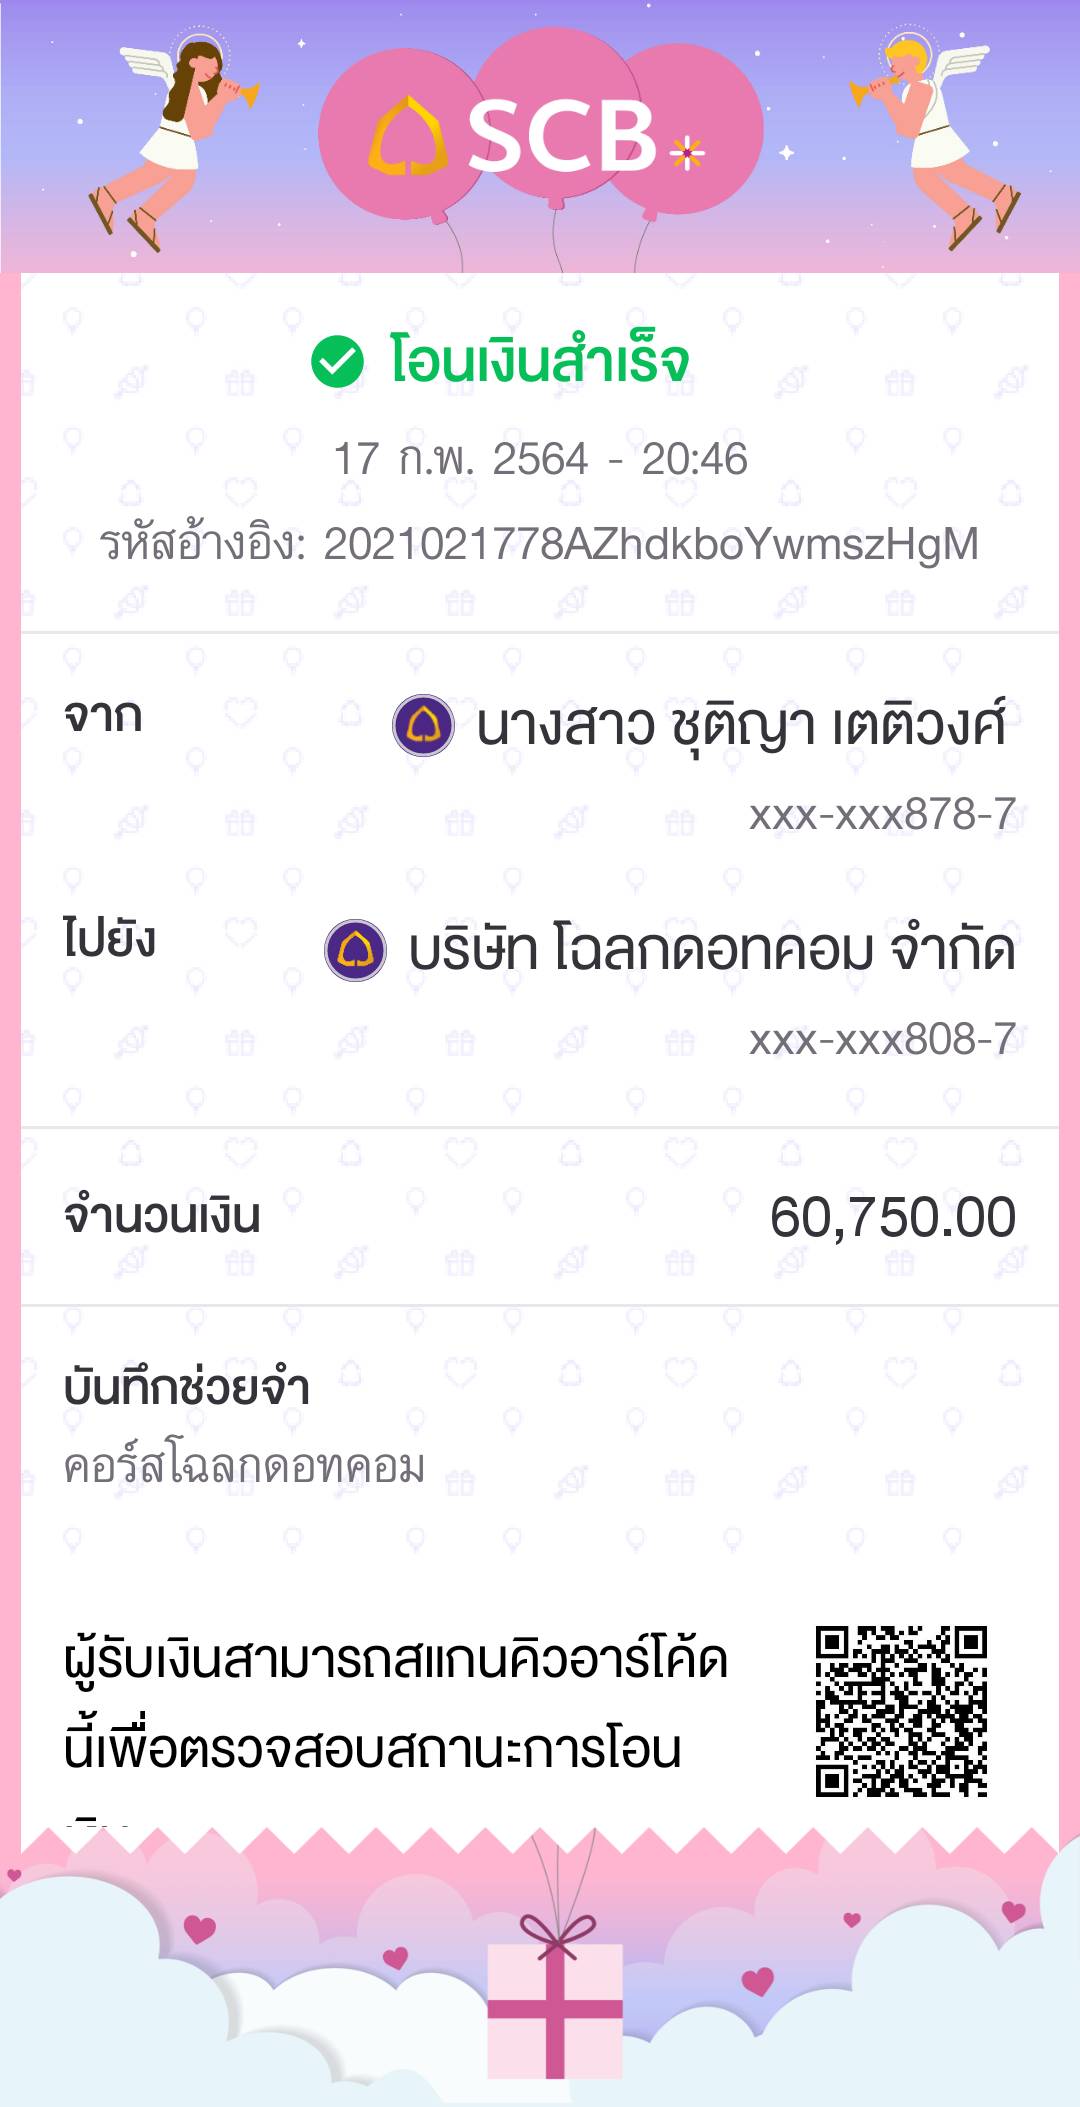 SCB
โอนเงินสำเร็จ
17 ก.พ. 2564 - 20:46
รหัสอ้างอิง: 2021021778AZhdkboYwmszHgM
จาก
นางสาว ชุติญา เตติวงศ์
xxx-xxx878-7
ไปยัง
บริษัท โฉลกดอทคอม จำกัด
xxx-xxx808-7
จำนวนเงิน 60,750.00
บันทึกช่วยจำ
คอร์สโฉลกดอทคอม
ผู้รับเงินสามารถสแกนคิวอาร์โค้ด
นี้เพื่อตรวจสอบสถานะการโอน